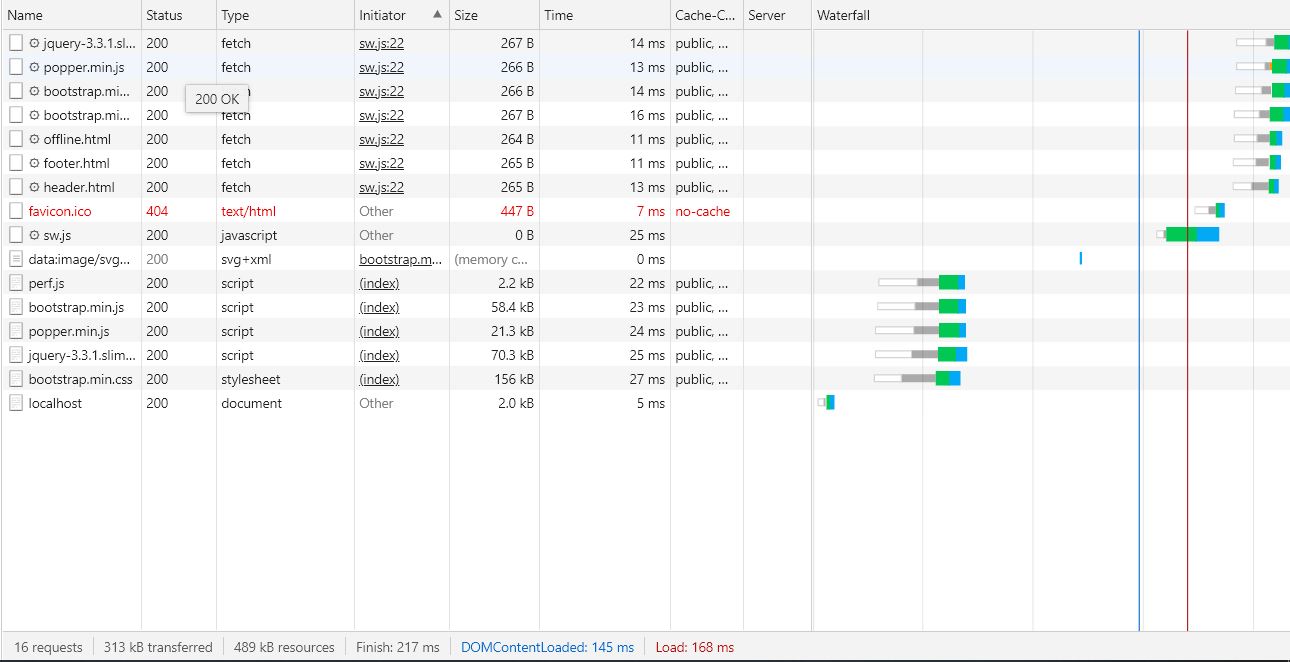 Name Status Type Initiator Size Time Cache-C... Server Waterfall
jquery-3.3.1.sl... 200 fetch sw.js:22 267 B 14 ms public, ...
popper.min.js 200 fetch sw.js:22 266 B 13 ms public, ...
bootstrap.mi... 200 fetch sw.js:22 266 B 14 ms public, ...
200 OK
bootstrap.mi... 200 fetch sw.js:22 267 B 16 ms public, ...
offline.html 200 fetch sw.js:22 264 B 11 ms public, ...
footer.html 200 fetch sw.js:22 265 B 11 ms public, ...
header.html 200 fetch sw.js:22 265 B 13 ms public, ...
favicon.ico 404 text/html Other 447 B 7 ms no-cache
sw.js 200 javascript Other 0 B 25 ms
data:image/svg... 200 svg+xml bootstrap.m... (memory c... 0 ms
perf.js 200 script (index) 2.2 kB 22 ms public, ...
bootstrap.min.js 200 script (index) 58.4 kB 23 ms public, ...
popper.min.js 200 script (index) 21.3 kB 24 ms public, ...
jquery-3.3.1.slim... 200 script (index) 70.3 kB 25 ms public, ...
bootstrap.min.css 200 stylesheet (index) 156 kB 27 ms public, ...
localhost 200 document Other 2.0 kB 5 ms
16 requests 313 kB transferred 489 kB resources Finish: 217 ms DOMContentLoaded: 145 ms Load: 168 ms